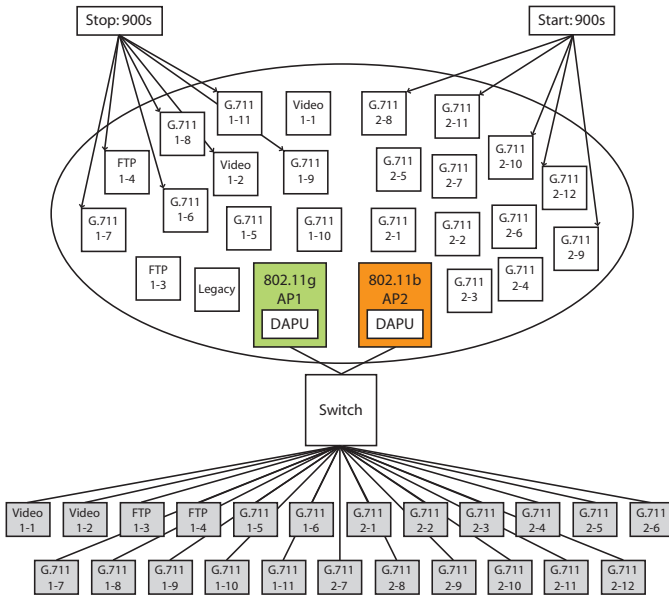 Stop: 900s
Start: 900s
G.711
1-11
Video
1-1
G.711
2-8
G.711
2-11
G.711
1-8
G.711
2-10
FTP
1-4
Video
1-2
G.711
1-9
G.711
2-5
G.711
2-7
G.711
2-12
G.711
1-6
G.711
1-7
G.711
1-5
G.711
1-10
G.711
2-1
G.711
2-2
G.711
2-6
G.711
2-9
FTP
1-3
Legacy
802.11g
AP1
DAPU
802.11b
AP2
DAPU
G.711
2-3
G.711
2-4
Switch
Video
1-1
Video
1-2
FTP
1-3
FTP
1-4
G.711
1-5
G.711
1-6
G.711
2-1
G.711
2-2
G.711
2-3
G.711
2-4
G.711
2-5
G.711
2-6
G.711
1-7
G.711
1-8
G.711
1-9
G.711
1-10
G.711
1-11
G.711
2-7
G.711
2-8
G.711
2-9
G.711
2-10
G.711
2-11
G.711
2-12